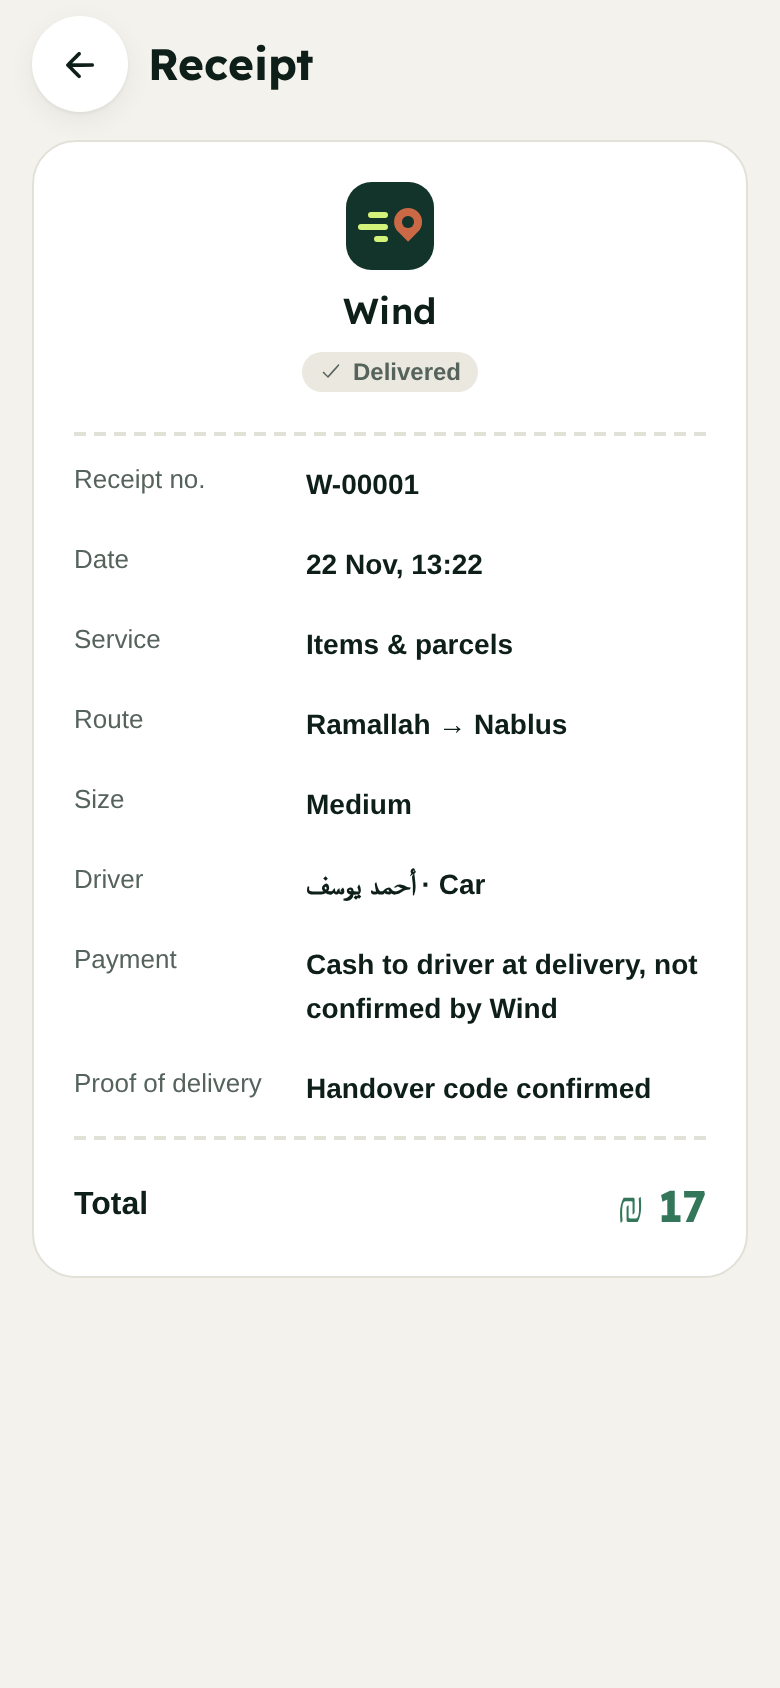 Receipt
Wind
Delivered
Receipt no. W-00001
Date 22 Nov, 13:22
Service Items & parcels
Route Ramallah → Nablus
Size Medium
Driver أحمد يوسف · Car
Payment Cash to driver at delivery, not
confirmed by Wind
Proof of delivery Handover code confirmed
Total ₪ 17